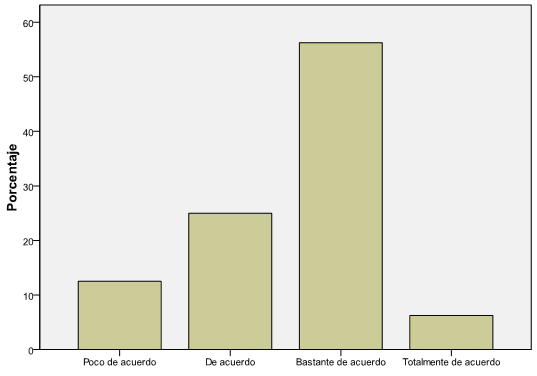 Porcentaje
60
50
40
30
20
10
0
Poco de acuerdo
De acuerdo
Bastante de acuerdo
Totalmente de acuerdo